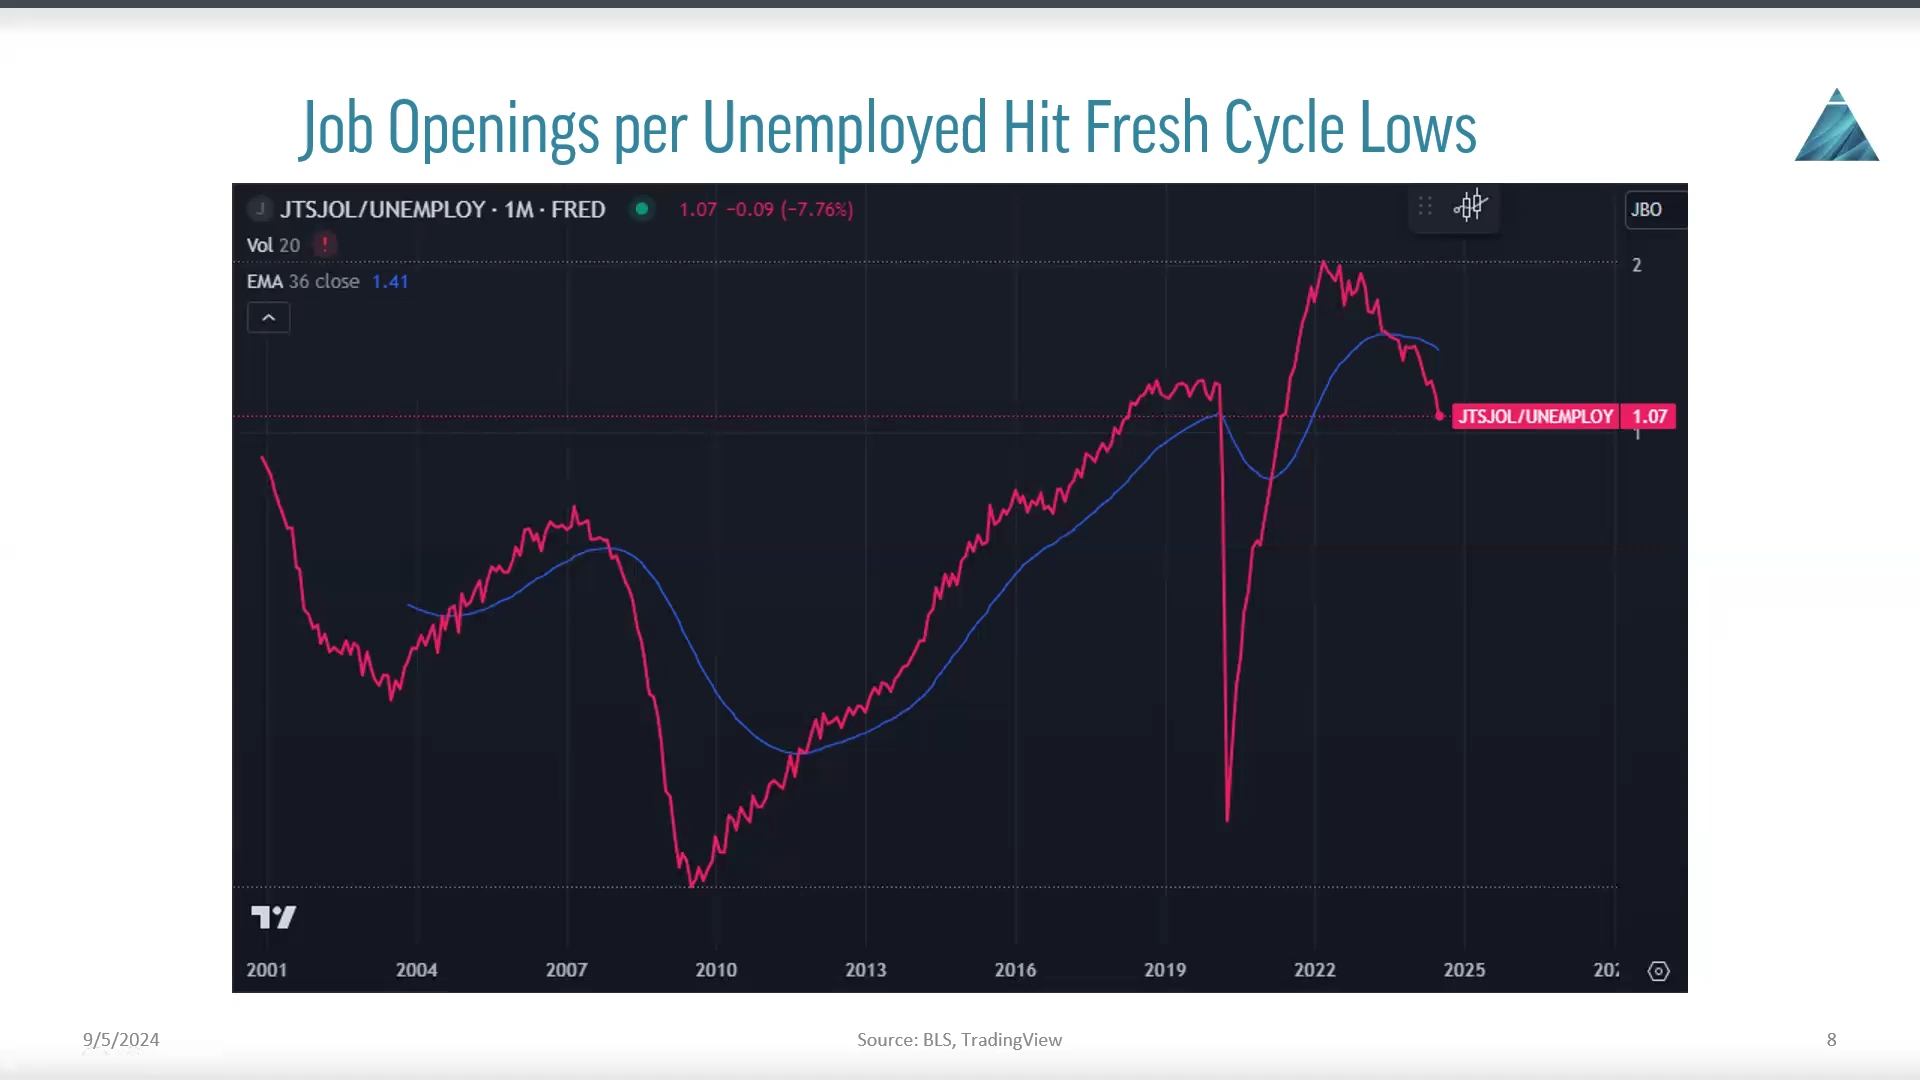 Job Openings per Unemployed Hit Fresh Cycle Lows
J JTSJOL/UNEMPLOY · 1M · FRED 1.07 −0.09 (−7.76%)
JBO
Vol 20 !
2
EMA 36 close 1.41
JTSJOL/UNEMPLOY 1.07
1
2001 2004 2007 2010 2013 2016 2019 2022 2025
9/5/2024 Source: BLS, TradingView 8